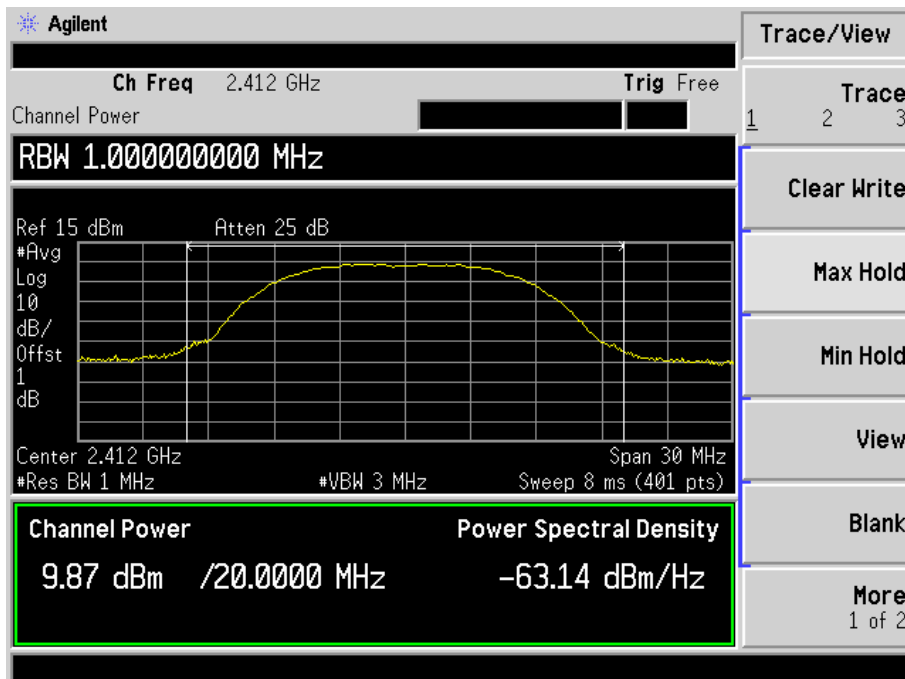 Agilent
Trace/View
Ch Freq 2.412 GHz Trig Free
Channel Power
Trace
1 2 3
RBW 1.000000000 MHz
Clear Write
Ref 15 dBm Atten 25 dB
#Avg
Log
10
dB/
Offst
1
dB
Max Hold
Min Hold
View
Center 2.412 GHz Span 30 MHz
#Res BW 1 MHz #VBW 3 MHz Sweep 8 ms (401 pts)
Channel Power Power Spectral Density
9.87 dBm /20.0000 MHz -63.14 dBm/Hz
Blank
More
1 of 2